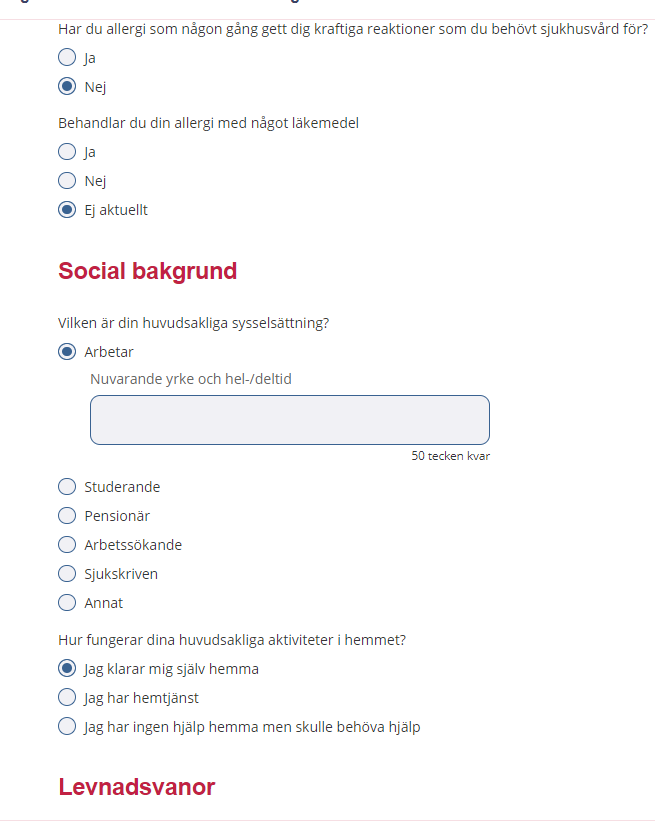 Har du allergi som någon gång gett dig kraftiga reaktioner som du behövt sjukhusvård för?
Ja
Nej
Behandlar du din allergi med något läkemedel
Ja
Nej
Ej aktuellt
Social bakgrund
Vilken är din huvudsakliga sysselsättning?
Arbetar
Nuvarande yrke och hel-/deltid
50 tecken kvar
Studerande
Pensionär
Arbetssökande
Sjukskriven
Annat
Hur fungerar dina huvudsakliga aktiviteter i hemmet?
Jag klarar mig själv hemma
Jag har hemtjänst
Jag har ingen hjälp hemma men skulle behöva hjälp
Levnadsvanor